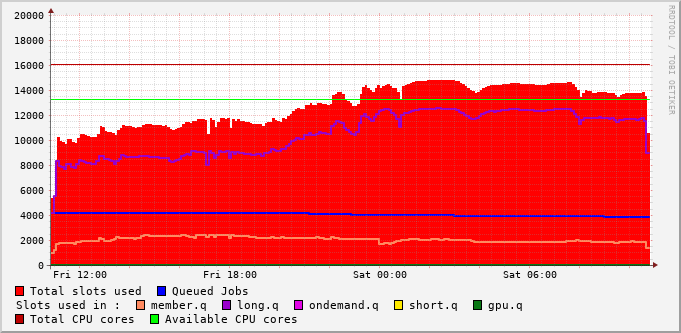 RRDTOOL / TOBI OETIKER
20000
18000
16000
14000
12000
10000
8000
6000
4000
2000
0
Fri 12:00 Fri 18:00 Sat 00:00 Sat 06:00
Total slots used Queued Jobs
Slots used in : member.q long.q ondemand.q short.q gpu.q
Total CPU cores Available CPU cores